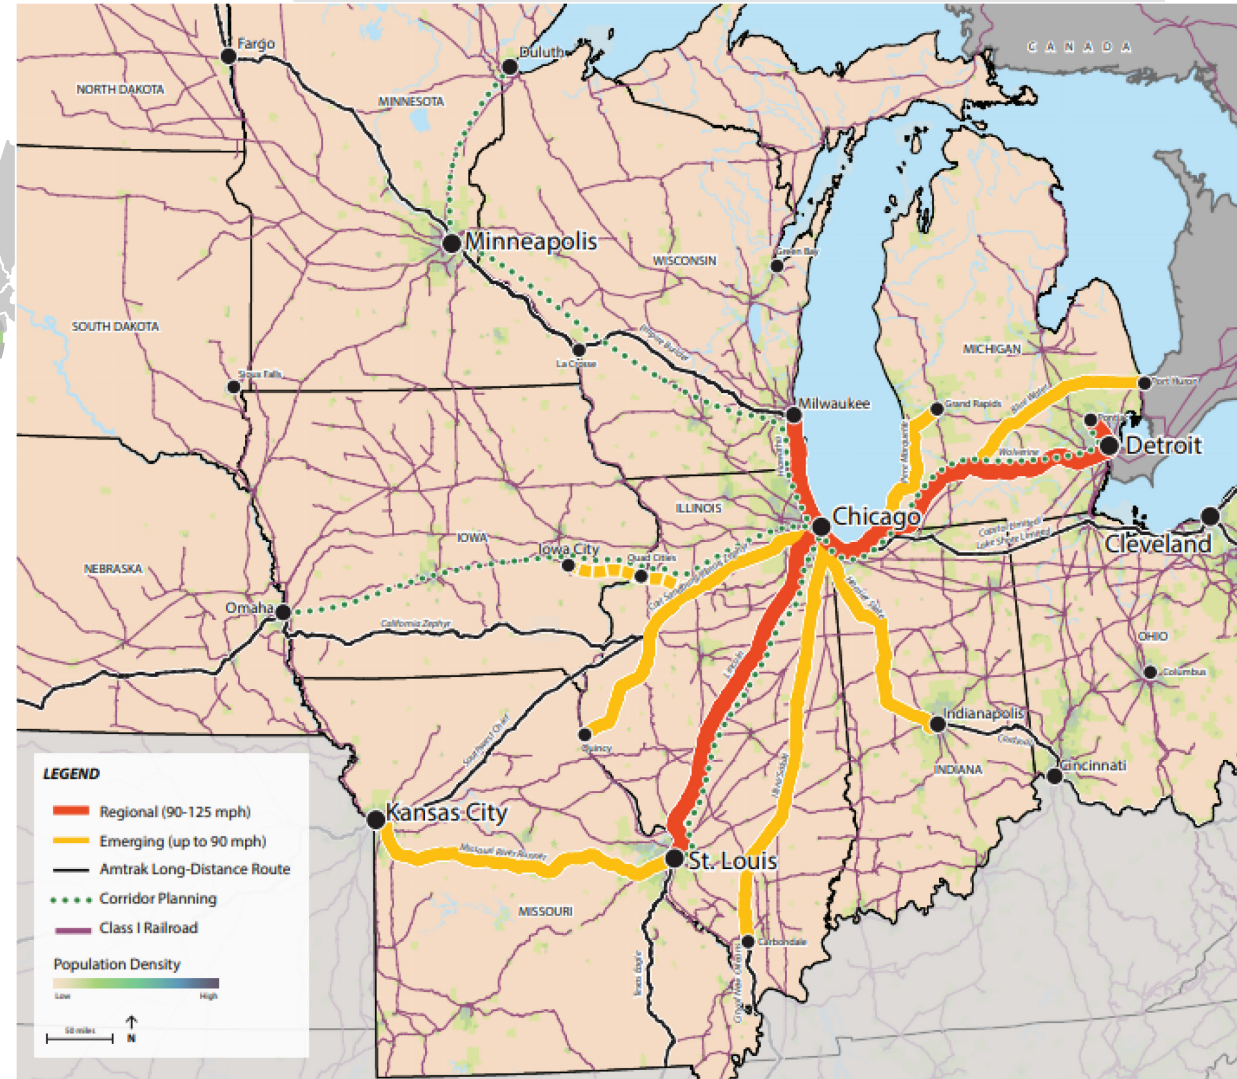 CANADA
Fargo
Duluth
NORTH DAKOTA
MINNESOTA
Minneapolis
WISCONSIN
Green Bay
SOUTH DAKOTA
Empire Builder
MICHIGAN
La Crosse
Sioux Falls
Port Huron
Blue Water
Milwaukee
Grand Rapids
Pontiac
Pere Marquette
Detroit
Hiawatha
Wolverine
ILLINOIS
Chicago
Capitol Limited/
Lake Shore Limited
Cleveland
IOWA
Iowa City
Quad Cities
NEBRASKA
Carl Sandburg/Illinois Zephyr
Hoosier State
Omaha
California Zephyr
OHIO
Lincoln
Columbus
Indianapolis
Southwest Chief
Quincy
Cardinal
Cincinnati
INDIANA
Illini/Saluki
Kansas City
Missouri River Runner
St. Louis
MISSOURI
Carbondale
Texas Eagle
City of New Orleans
LEGEND
Regional (90-125 mph)
Emerging (up to 90 mph)
Amtrak Long-Distance Route
Corridor Planning
Class I Railroad
Population Density
Low High
50 miles
N